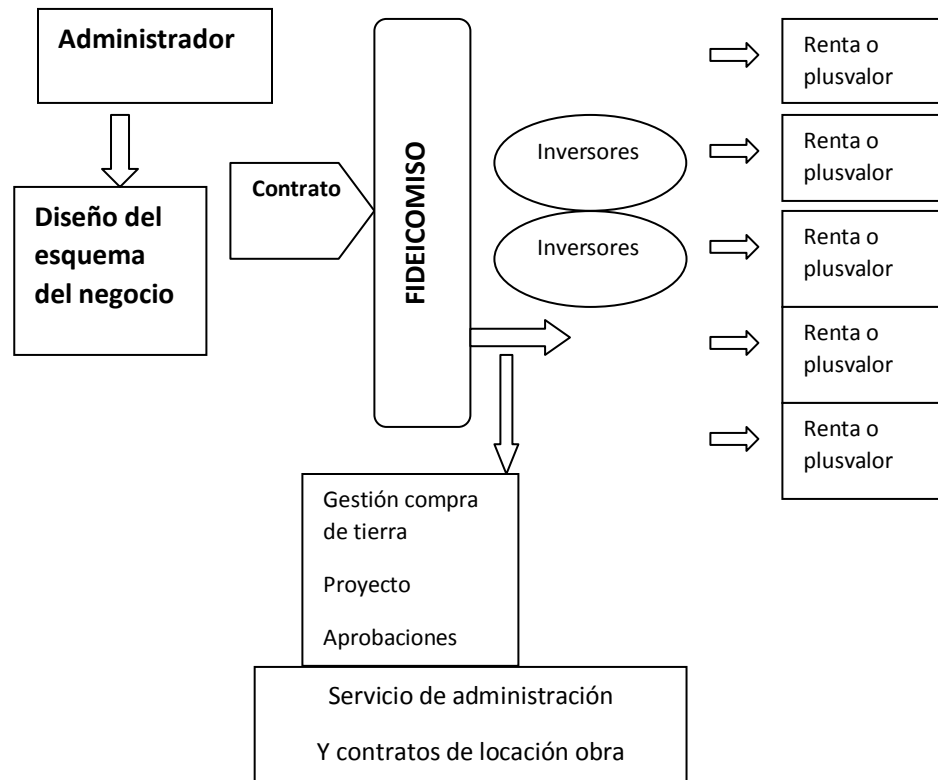 Administrador
Diseño del
esquema
del negocio
Contrato
FIDEICOMISO
Inversores
Inversores
Renta o
plusvalor
Renta o
plusvalor
Renta o
plusvalor
Renta o
plusvalor
Renta o
plusvalor
Gestión compra
de tierra
Proyecto
Aprobaciones
Servicio de administración
Y contratos de locación obra